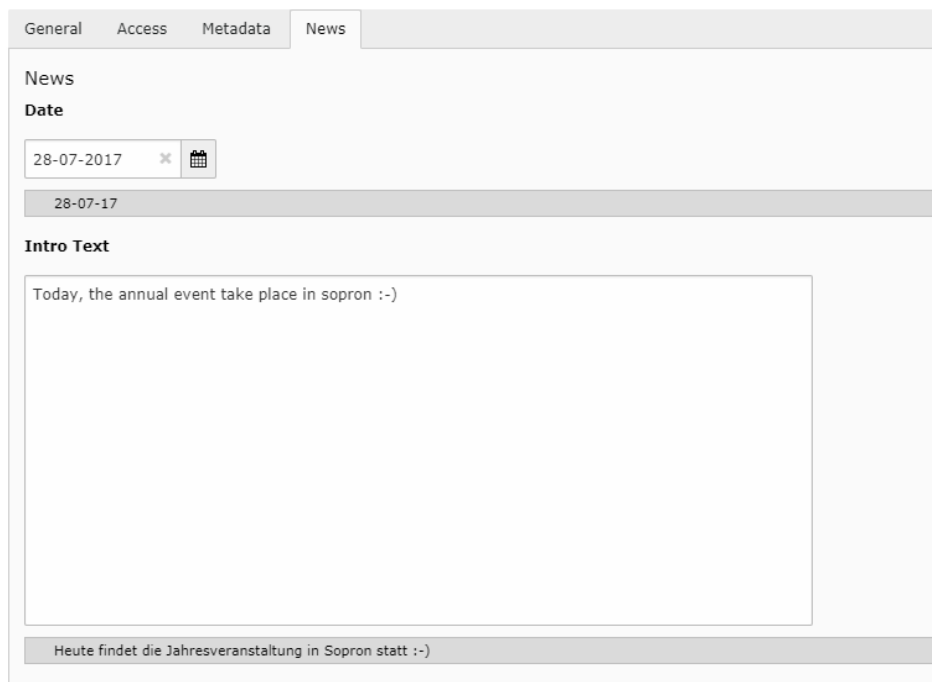 General Access Metadata News
News
Date
28-07-2017
28-07-17
Intro Text
Today, the annual event take place in sopron :-)
Heute findet die Jahresveranstaltung in Sopron statt :-)